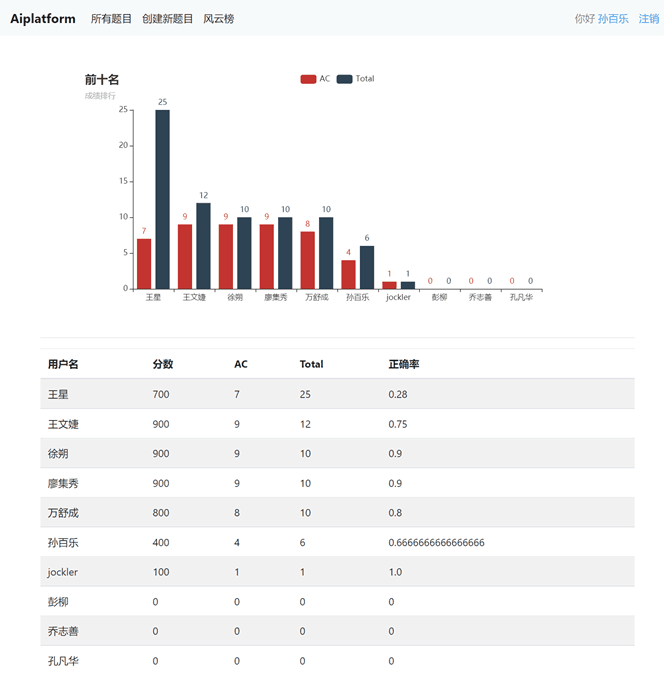 Aiplatform 所有题目 创建新题目 风云榜 你好 孙百乐 注销
前十名
成绩排行
AC Total
25
20
15
10
5
0
7 25 9 12 9 10 9 10 8 10 4 6 1 1 0 0 0 0 0 0
王星 王文婕 徐朔 廖集秀 万舒成 孙百乐 jockler 彭柳 乔志善 孔凡华
用户名 分数 AC Total 正确率
王星 700 7 25 0.28
王文婕 900 9 12 0.75
徐朔 900 9 10 0.9
廖集秀 900 9 10 0.9
万舒成 800 8 10 0.8
孙百乐 400 4 6 0.6666666666666666
jockler 100 1 1 1.0
彭柳 0 0 0 0
乔志善 0 0 0 0
孔凡华 0 0 0 0